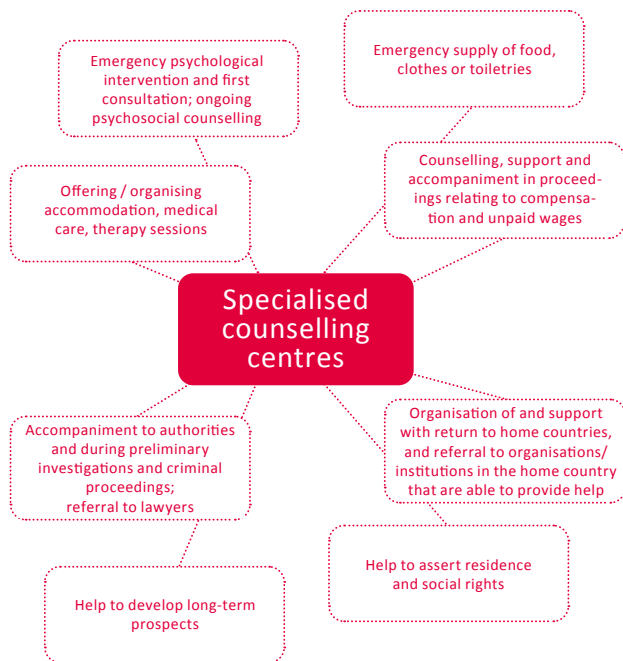 Emergency psychological
intervention and first
consultation; ongoing
psychosocial counselling
Emergency supply of food,
clothes or toiletries
Offering / organising
accommodation, medical
care, therapy sessions
Counselling, support and
accompaniment in proceed-
ings relating to compensa-
tion and unpaid wages
Specialised
counselling
centres
Accompaniment to authorities
and during preliminary
investigations and criminal
proceedings;
referral to lawyers
Organisation of and support
with return to home countries,
and referral to organisations/
institutions in the home country
that are able to provide help
Help to develop long-term
prospects
Help to assert residence
and social rights